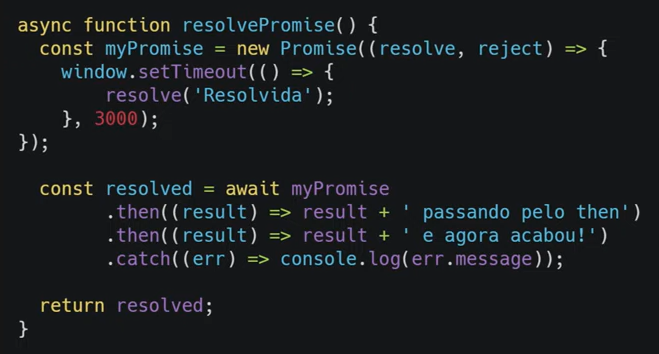 async function resolvePromise() {
  const myPromise = new Promise((resolve, reject) => {
    window.setTimeout(() => {
        resolve('Resolvida');
    }, 3000);
});

  const resolved = await myPromise
        .then((result) => result + ' passando pelo then')
        .then((result) => result + ' e agora acabou!')
        .catch((err) => console.log(err.message));

  return resolved;
}